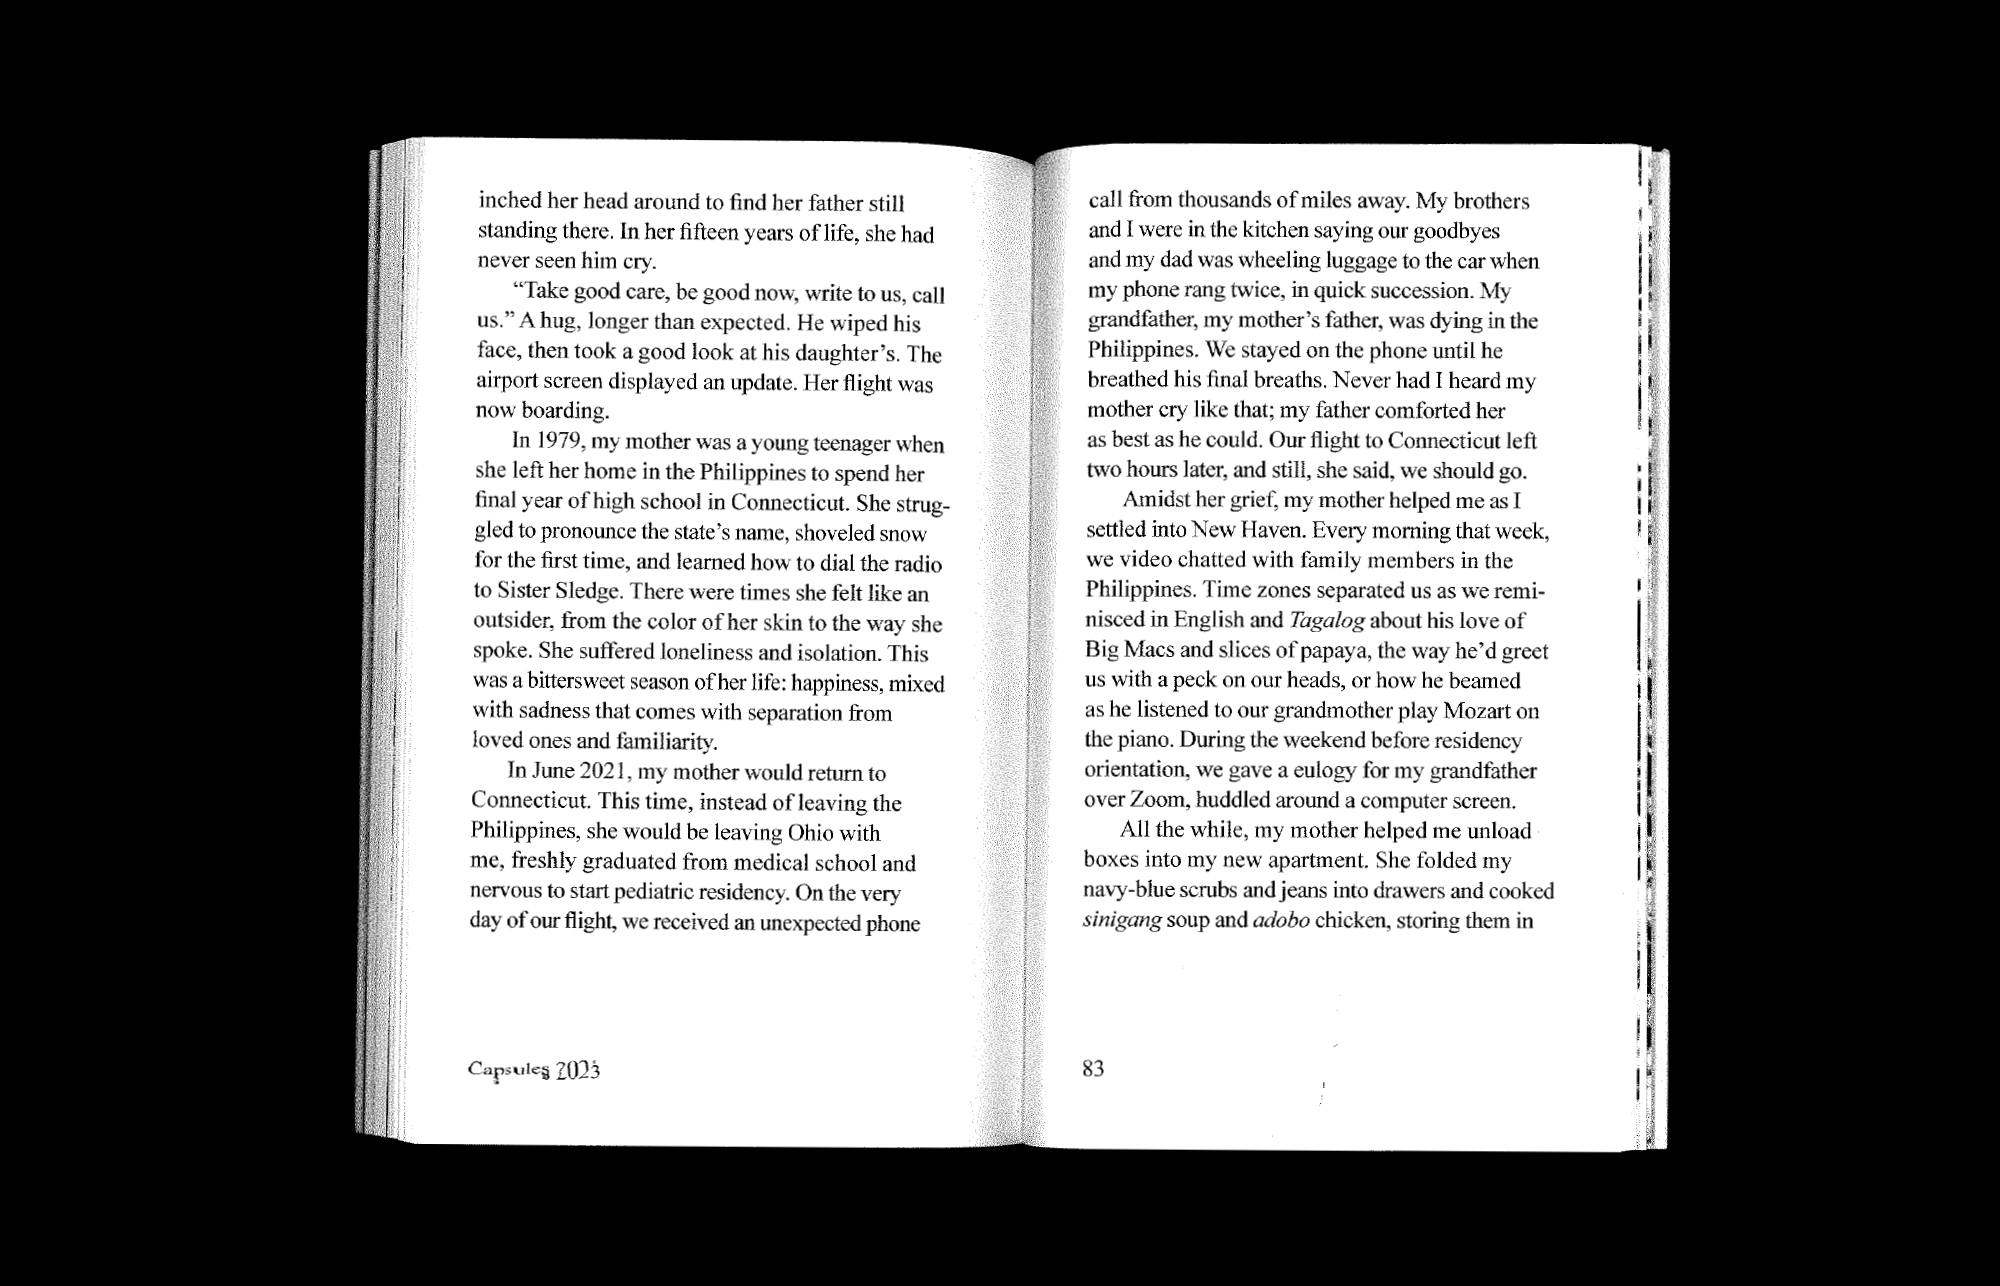 inched her head around to find her father still
standing there. In her fifteen years of life, she had
never seen him cry.
“Take good care, be good now, write to us, call
us.” A hug, longer than expected. He wiped his
face, then took a good look at his daughter’s. The
airport screen displayed an update. Her flight was
now boarding.
In 1979, my mother was a young teenager when
she left her home in the Philippines to spend her
final year of high school in Connecticut. She strug-
gled to pronounce the state’s name, shoveled snow
for the first time, and learned how to dial the radio
to Sister Sledge. There were times she felt like an
outsider, from the color of her skin to the way she
spoke. She suffered loneliness and isolation. This
was a bittersweet season of her life: happiness, mixed
with sadness that comes with separation from
loved ones and familiarity.
In June 2021, my mother would return to
Connecticut. This time, instead of leaving the
Philippines, she would be leaving Ohio with
me, freshly graduated from medical school and
nervous to start pediatric residency. On the very
day of our flight, we received an unexpected phone
Capsules 2023
call from thousands of miles away. My brothers
and I were in the kitchen saying our goodbyes
and my dad was wheeling luggage to the car when
my phone rang twice, in quick succession. My
grandfather, my mother’s father, was dying in the
Philippines. We stayed on the phone until he
breathed his final breaths. Never had I heard my
mother cry like that; my father comforted her
as best as he could. Our flight to Connecticut left
two hours later, and still, she said, we should go.
Amidst her grief, my mother helped me as I
settled into New Haven. Every morning that week,
we video chatted with family members in the
Philippines. Time zones separated us as we remi-
nisced in English and Tagalog about his love of
Big Macs and slices of papaya, the way he’d greet
us with a peck on our heads, or how he beamed
as he listened to our grandmother play Mozart on
the piano. During the weekend before residency
orientation, we gave a eulogy for my grandfather
over Zoom, huddled around a computer screen.
All the while, my mother helped me unload
boxes into my new apartment. She folded my
navy-blue scrubs and jeans into drawers and cooked
sinigang soup and adobo chicken, storing them in
83